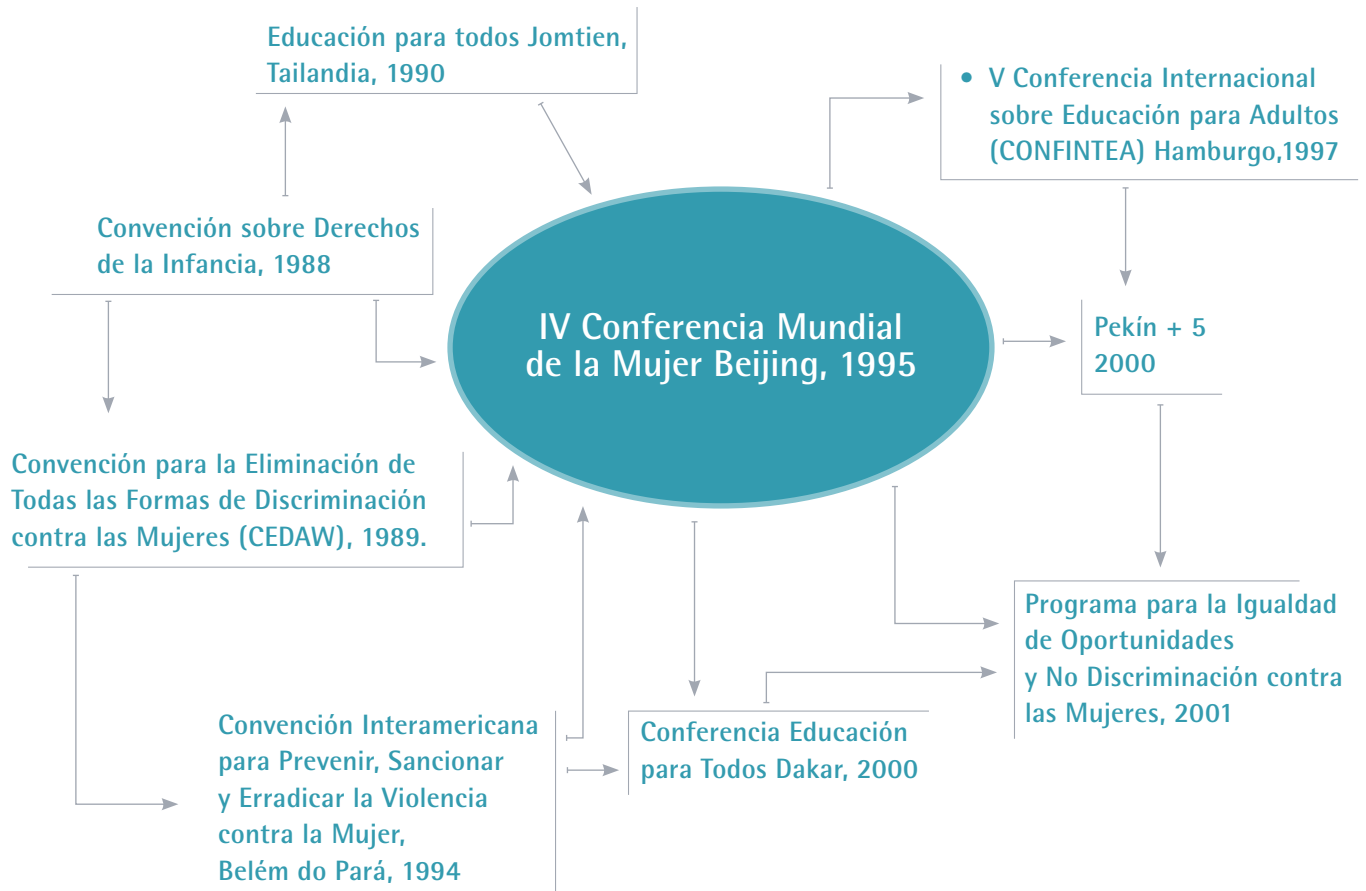 Educación para todos Jomtien,
Tailandia, 1990
• V Conferencia Internacional
sobre Educación para Adultos
(CONFINTEA) Hamburgo,1997
Convención sobre Derechos
de la Infancia, 1988
IV Conferencia Mundial
de la Mujer Beijing, 1995
Pekín + 5
2000
Convención para la Eliminación de
Todas las Formas de Discriminación
contra las Mujeres (CEDAW), 1989.
Programa para la Igualdad
de Oportunidades
y No Discriminación contra
las Mujeres, 2001
Convención Interamericana
para Prevenir, Sancionar
y Erradicar la Violencia
contra la Mujer,
Belém do Pará, 1994
Conferencia Educación
para Todos Dakar, 2000